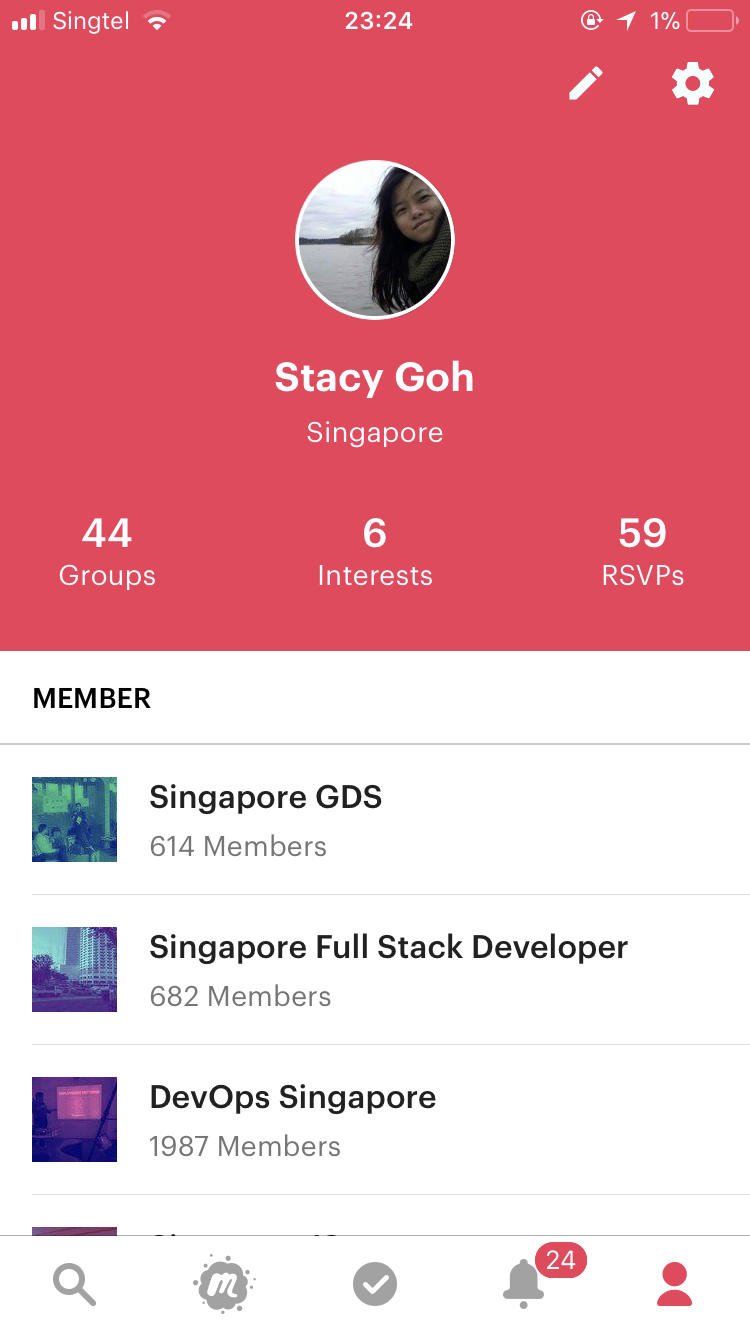 Singtel 23:24 1%
Stacy Goh
Singapore
44 6 59
Groups Interests RSVPs
MEMBER
Singapore GDS
614 Members
Singapore Full Stack Developer
682 Members
DevOps Singapore
1987 Members
m 24